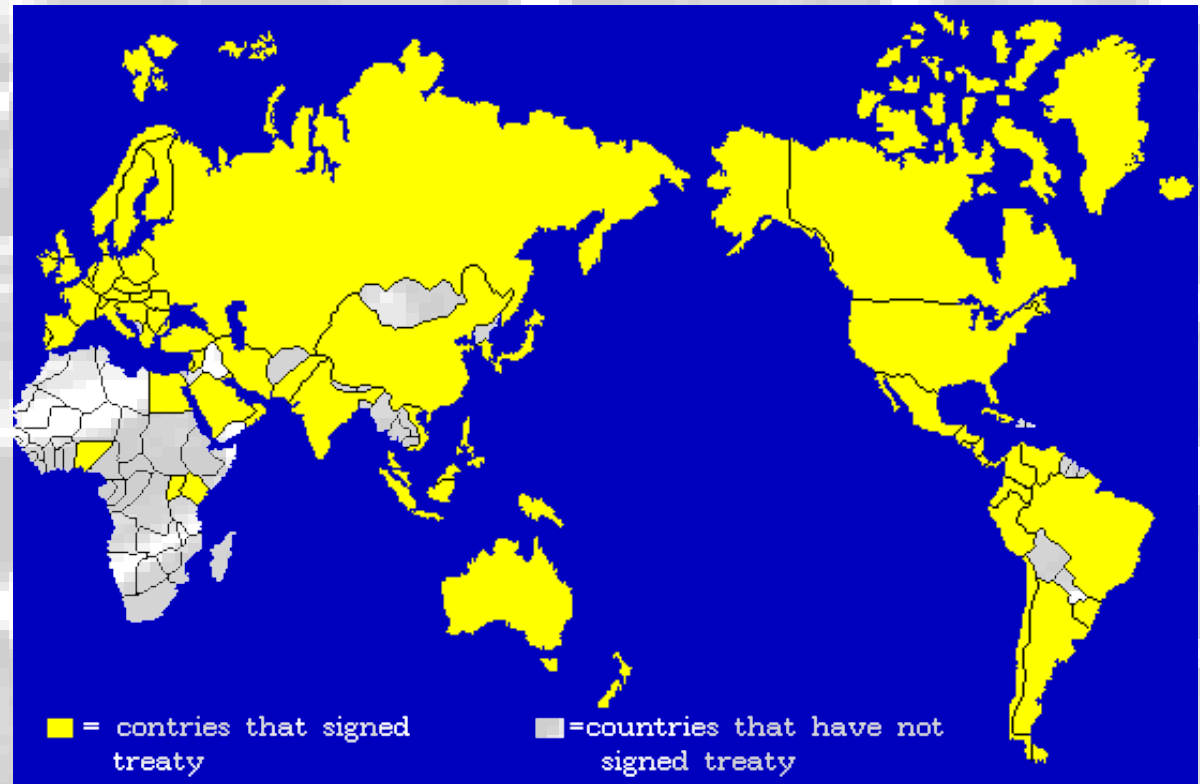 = contries that signed
treaty
=countries that have not
signed treaty